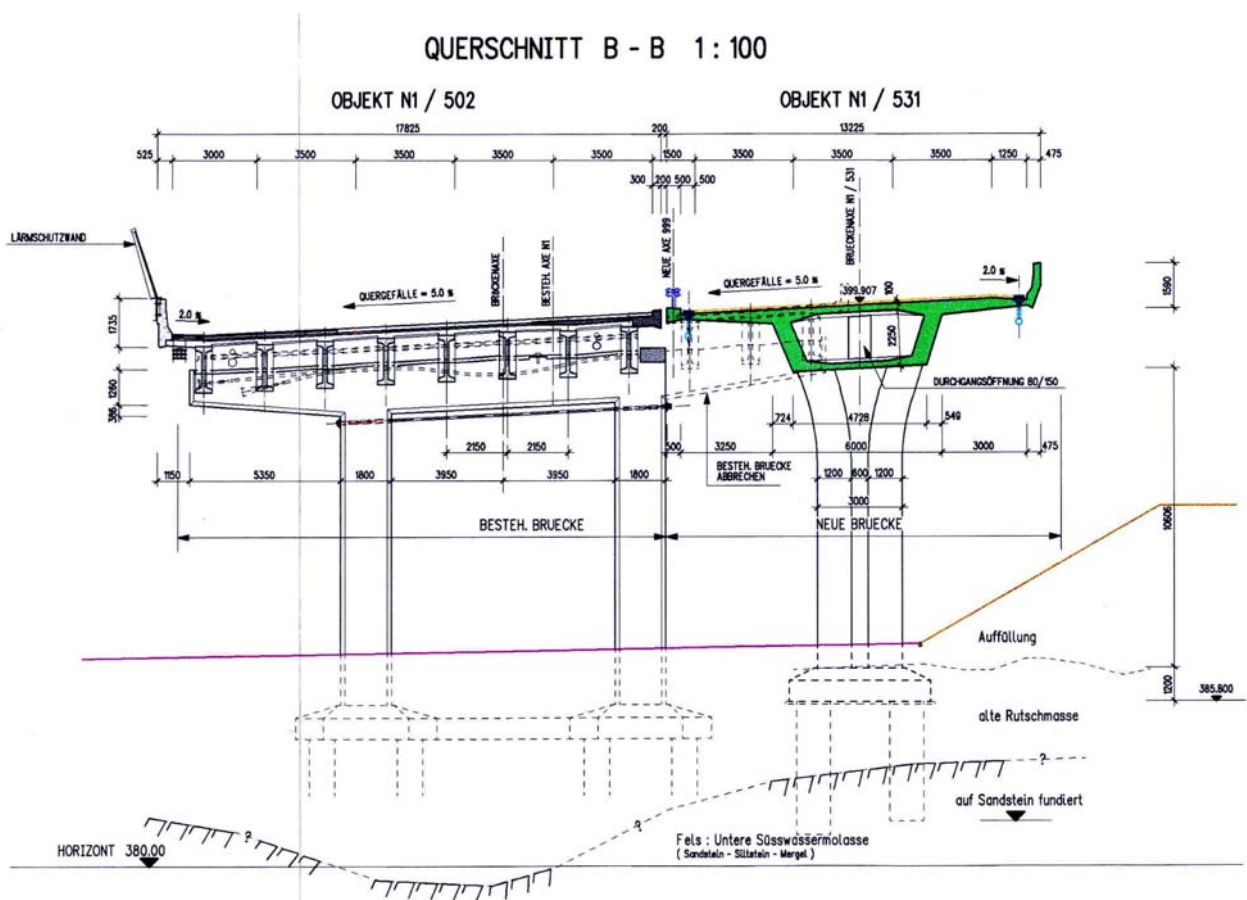 QUERSCHNITT B - B 1 : 100
OBJEKT N1 / 502
OBJEKT N1 / 531
17825 200 13225
525 3000 3500 3500 3500 3500 1500 3500 3500 3500 1250 475
300 200 500 500
LÄRMSCHUTZWAND
BRÜCKENAXE
BESTEH. AXE N1
NEUE AXE 999
BRUECKENAXE N1 / 531
2.0 %
QUERGEFÄLLE = 5.0 %
QUERGEFÄLLE = 5.0 %
399.907
100
2.0 %
1590
1735
1260
386
2250
DURCHGANGSÖFFNUNG 80/150
724 4728 549
2150 2150
500 3250 6000 3000 475
BESTEH. BRUECKE
ABBRECHEN
1150 5350 1800 3950 3950 1800
1200 600 1200
3000
BESTEH. BRUECKE
NEUE BRUECKE
10606
Auffüllung
1200
385.800
alte Rutschmasse
?
auf Sandstein fundiert
?
?
HORIZONT 380.00
Fels : Untere Süsswassermolasse
( Sandstein - Siltstein - Mergel )